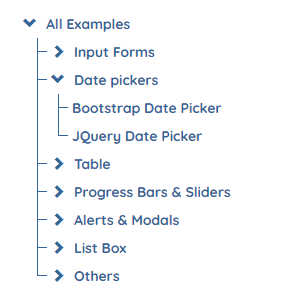 All Examples
Input Forms
Date pickers
Bootstrap Date Picker
JQuery Date Picker
Table
Progress Bars & Sliders
Alerts & Modals
List Box
Others